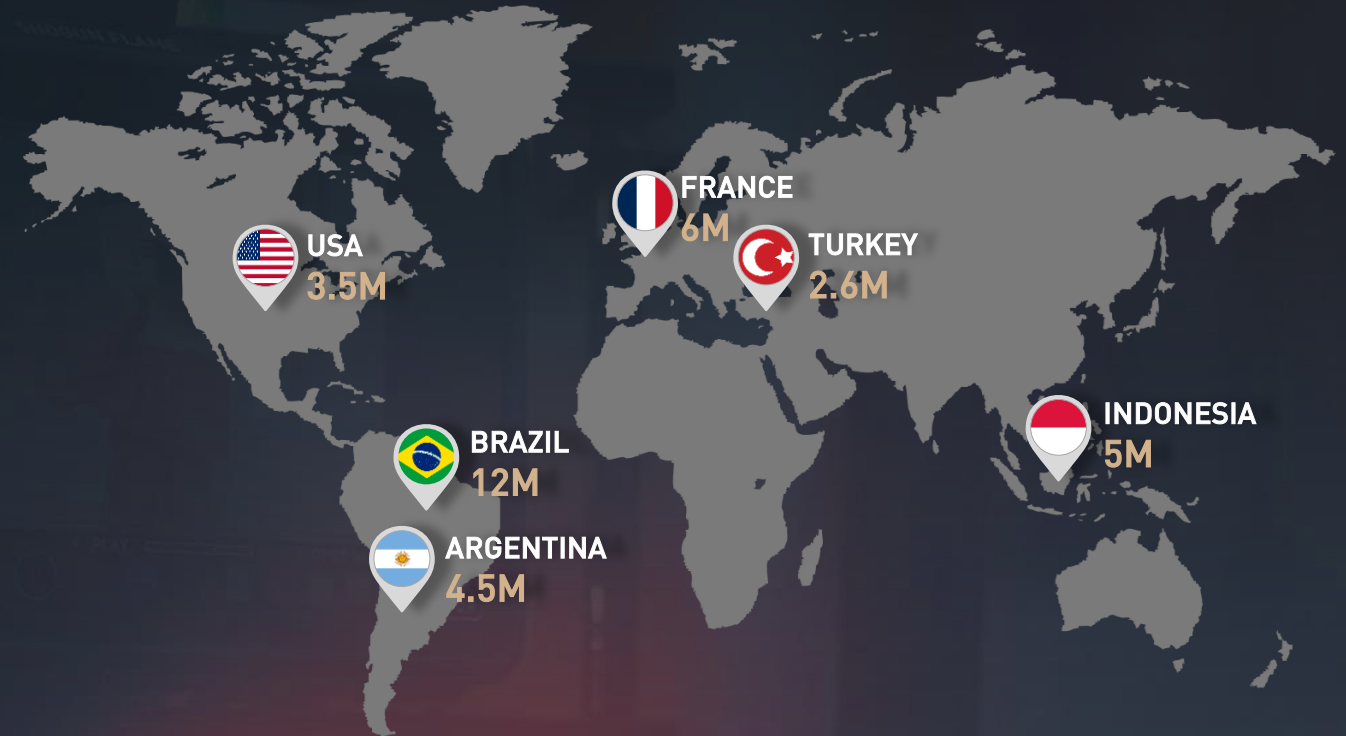 FRANCE
6M
USA
3.5M
TURKEY
2.6M
INDONESIA
5M
BRAZIL
12M
ARGENTINA
4.5M